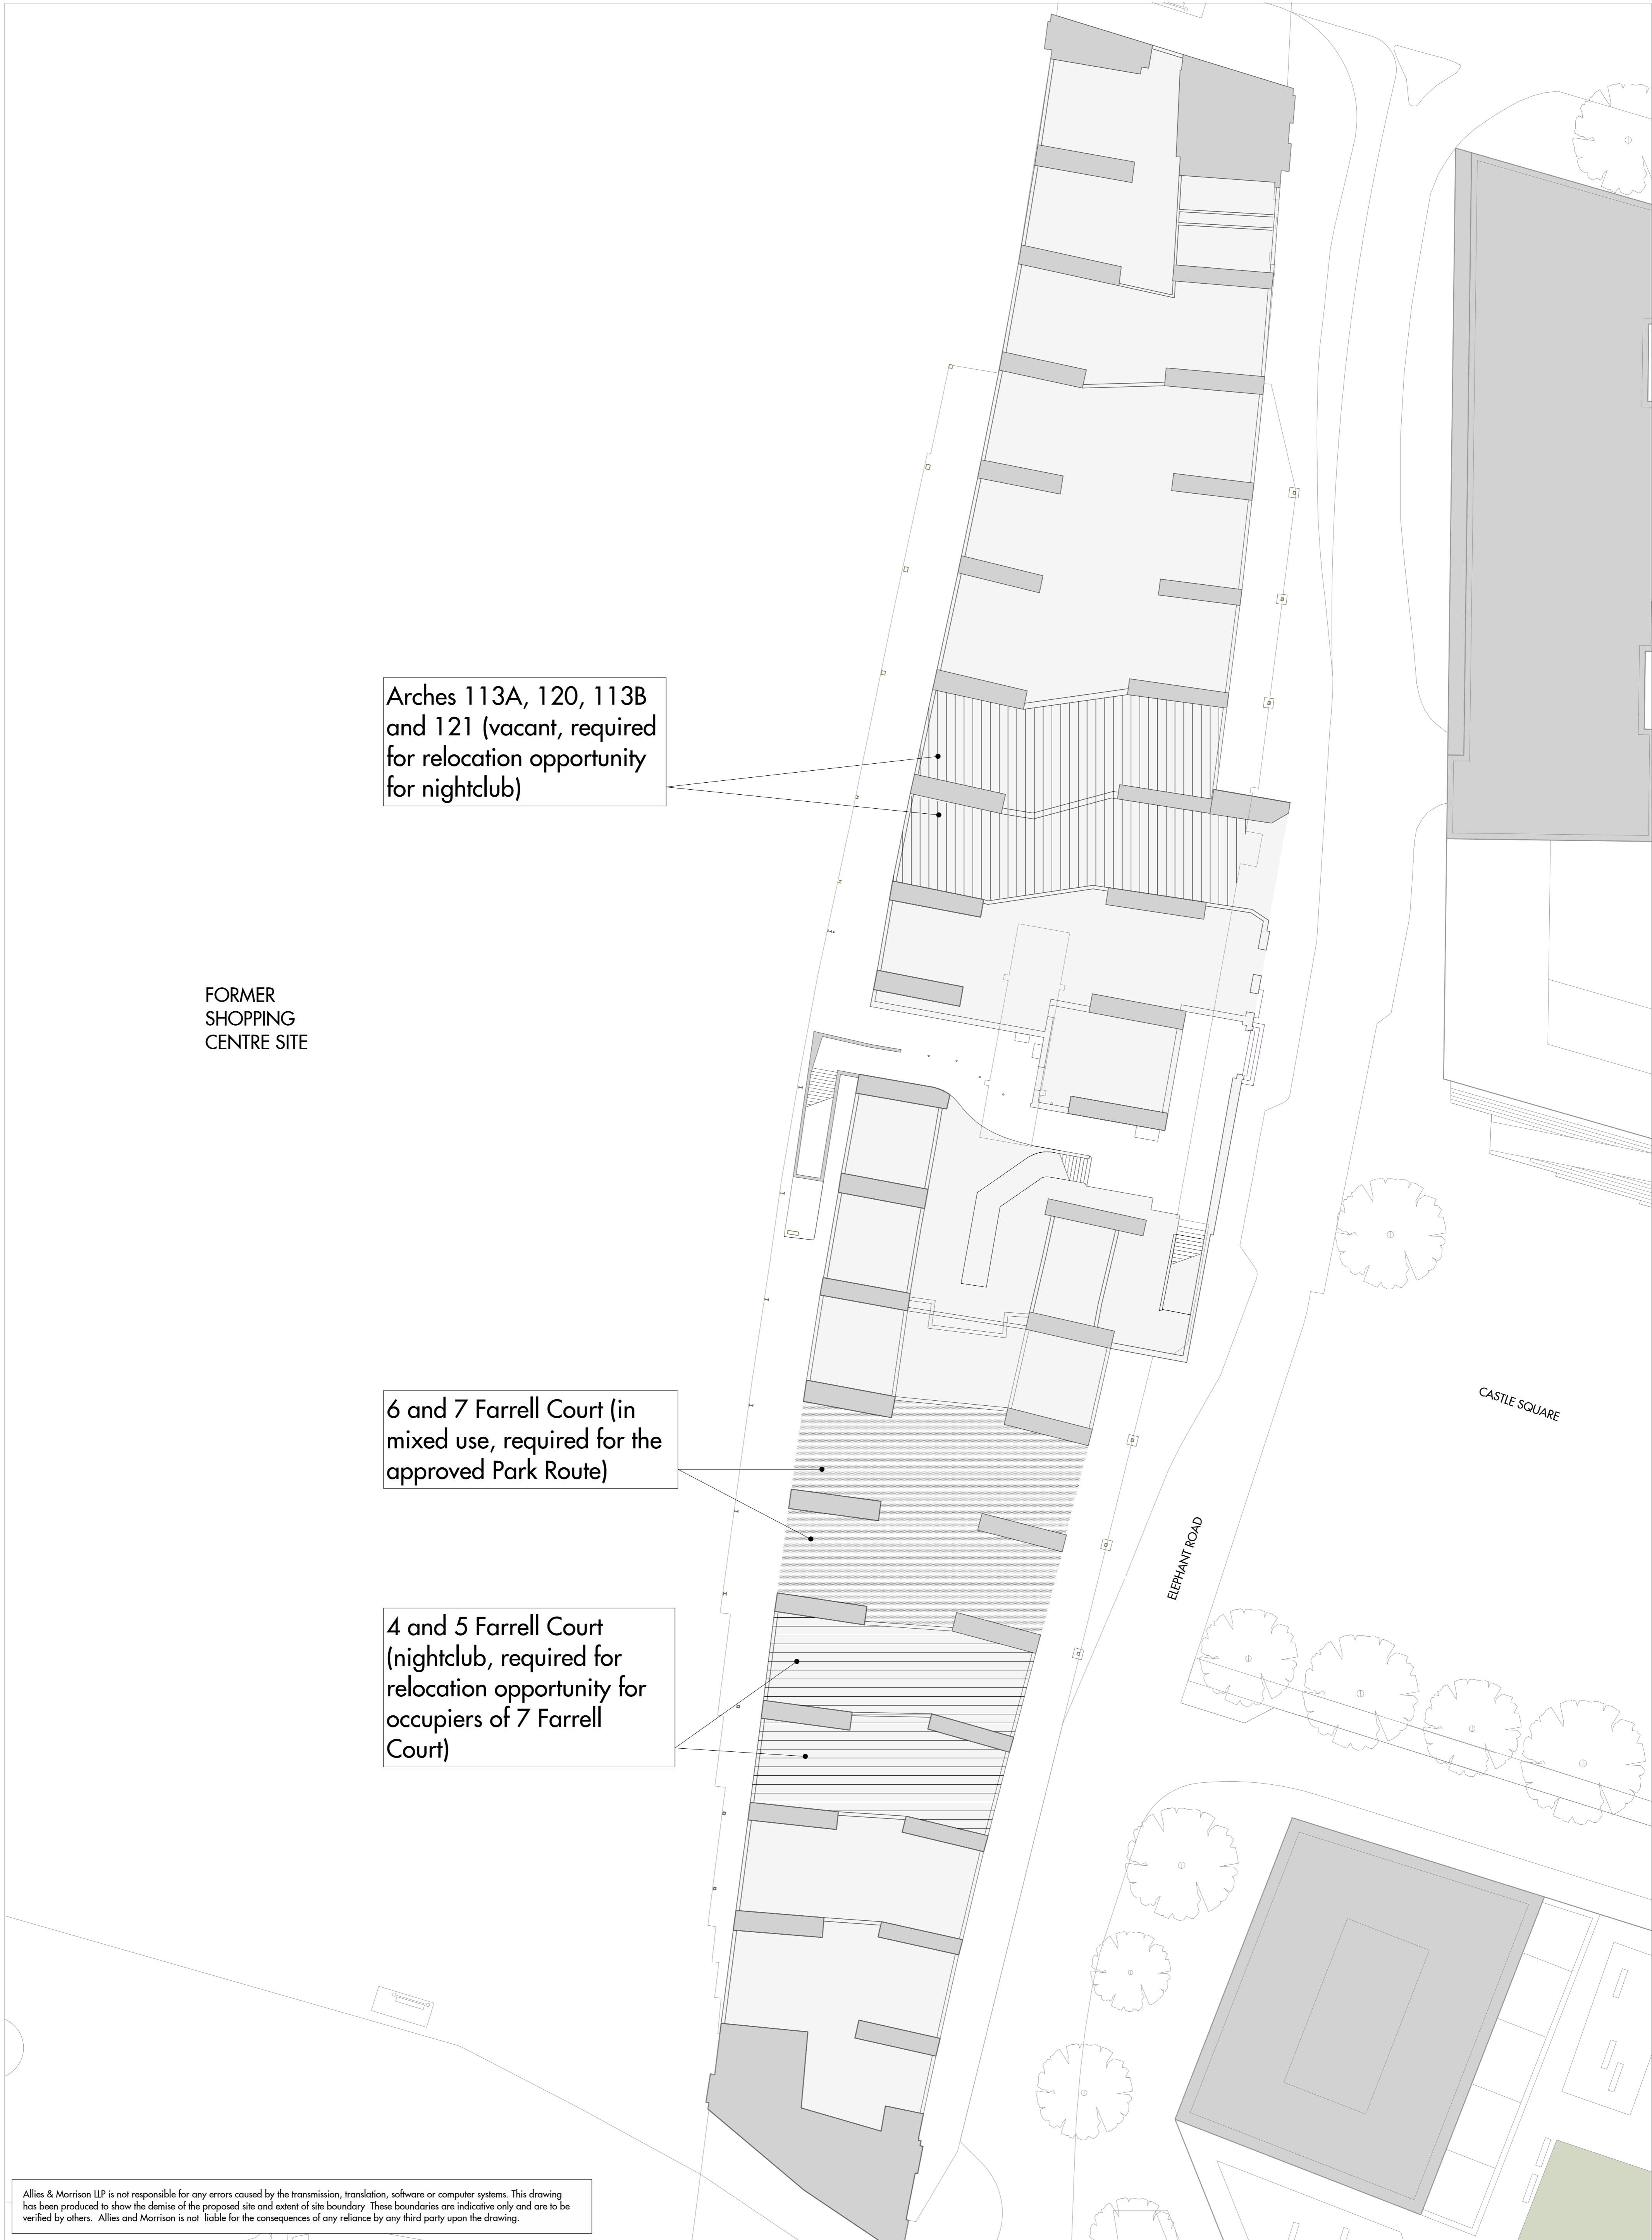 Arches 113A, 120, 113B
and 121 (vacant, required
for relocation opportunity
for nightclub)
FORMER
SHOPPING
CENTRE SITE
6 and 7 Farrell Court (in
mixed use, required for the
approved Park Route)
CASTLE SQUARE
ELEPHANT ROAD
4 and 5 Farrell Court
(nightclub, required for
relocation opportunity for
occupiers of 7 Farrell
Court)
Allies & Morrison LLP is not responsible for any errors caused by the transmission, translation, software or computer systems. This drawing
has been produced to show the demise of the proposed site and extent of site boundary These boundaries are indicative only and are to be
verified by others. Allies and Morrison is not liable for the consequences of any reliance by any third party upon the drawing.